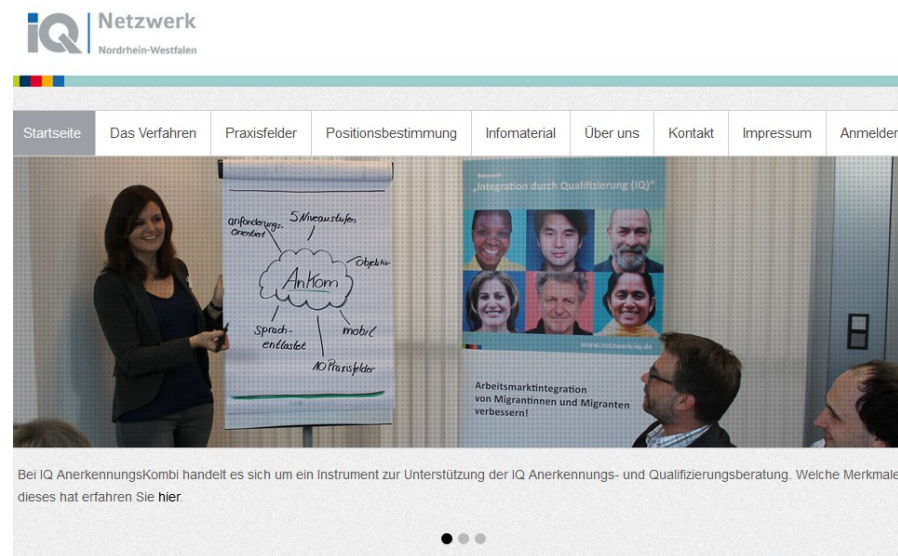 iQ Netzwerk
Nordrhein-Westfalen
Startseite Das Verfahren Praxisfelder Positionsbestimmung Infomaterial Über uns Kontakt Impressum Anmelden
anforderungs-
orientiert
5 Niveaustufen
Objektiv
AnKom
sprach-
entlastet
mobil
10 Praxisfelder
Netzwerk
„Integration durch Qualifizierung (IQ)"
www.netzwerk-iq.de
Arbeitsmarktintegration
von Migrantinnen und Migranten
verbessern!
Bei IQ AnerkennungsKombi handelt es sich um ein Instrument zur Unterstützung der IQ Anerkennungs- und Qualifizierungsberatung. Welche Merkmale
dieses hat erfahren Sie hier.